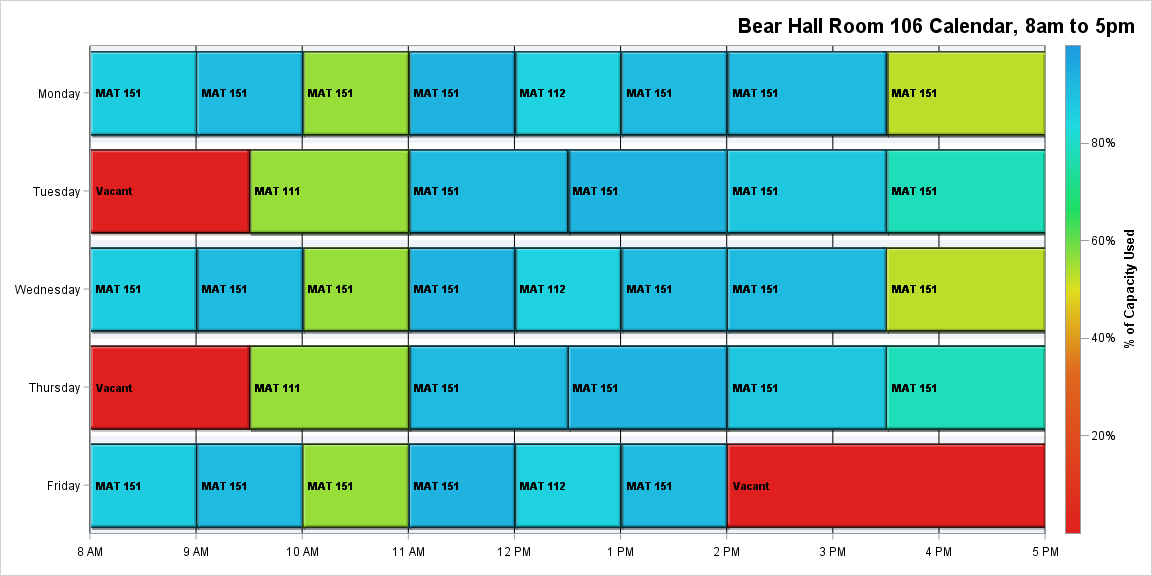 Bear Hall Room 106 Calendar, 8am to 5pm
Monday
MAT 151
MAT 151
MAT 151
MAT 151
MAT 112
MAT 151
MAT 151
MAT 151
Tuesday
Vacant
MAT 111
MAT 151
MAT 151
MAT 151
MAT 151
Wednesday
MAT 151
MAT 151
MAT 151
MAT 151
MAT 112
MAT 151
MAT 151
MAT 151
Thursday
Vacant
MAT 111
MAT 151
MAT 151
MAT 151
MAT 151
Friday
MAT 151
MAT 151
MAT 151
MAT 151
MAT 112
MAT 151
Vacant
8 AM
9 AM
10 AM
11 AM
12 PM
1 PM
2 PM
3 PM
4 PM
5 PM
80%
60%
40%
20%
% of Capacity Used